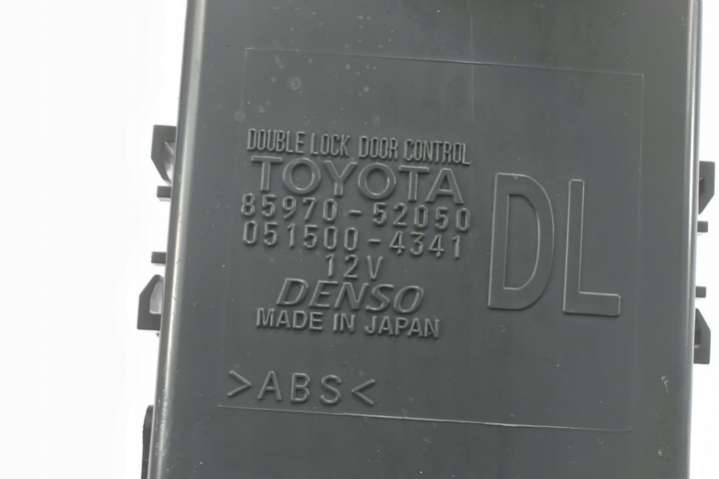 DOUBLE LOCK DOOR CONTROL
TOYOTA
85970-52050
051500-4341
12V
DENSO
MADE IN JAPAN
DL
>ABS<